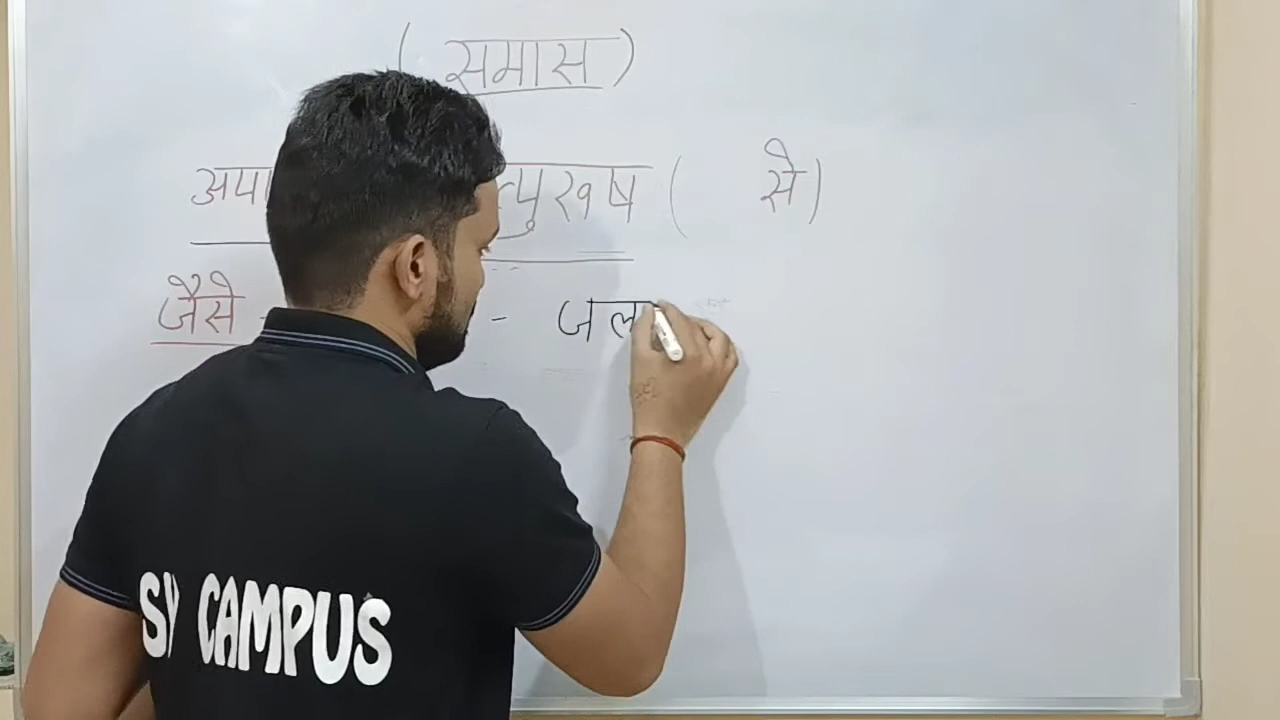 ( समास )
अपा त्पुरुष ( से )
जैसे - - जल
SY CAMPUS